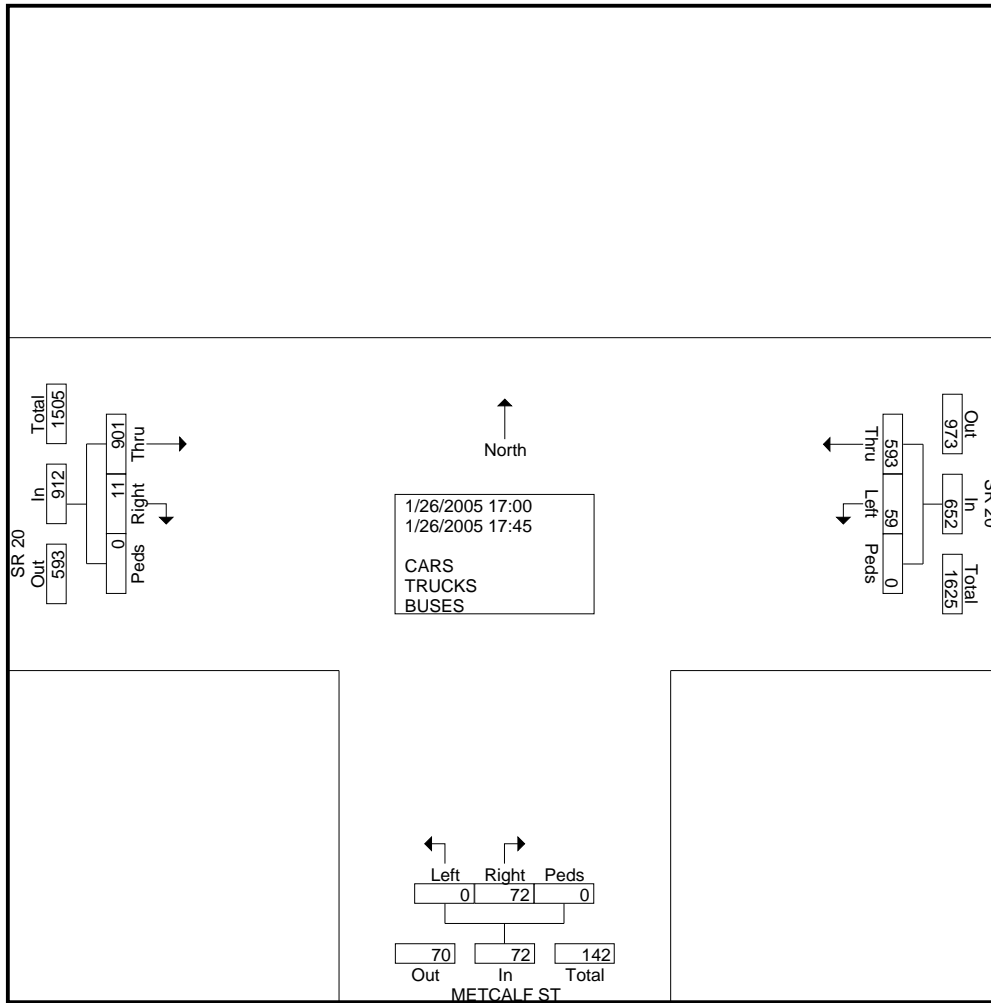 SR 20
Total
1505
In
912
Out
593
901
Thru
11
Right
0
Peds
North
1/26/2005 17:00
1/26/2005 17:45
CARS
TRUCKS
BUSES
Out
973
In
652
Total
1625
SR 20
Thru
593
Left
59
Peds
0
Left Right Peds
0 72 0
70 72 142
Out In Total
METCALF ST